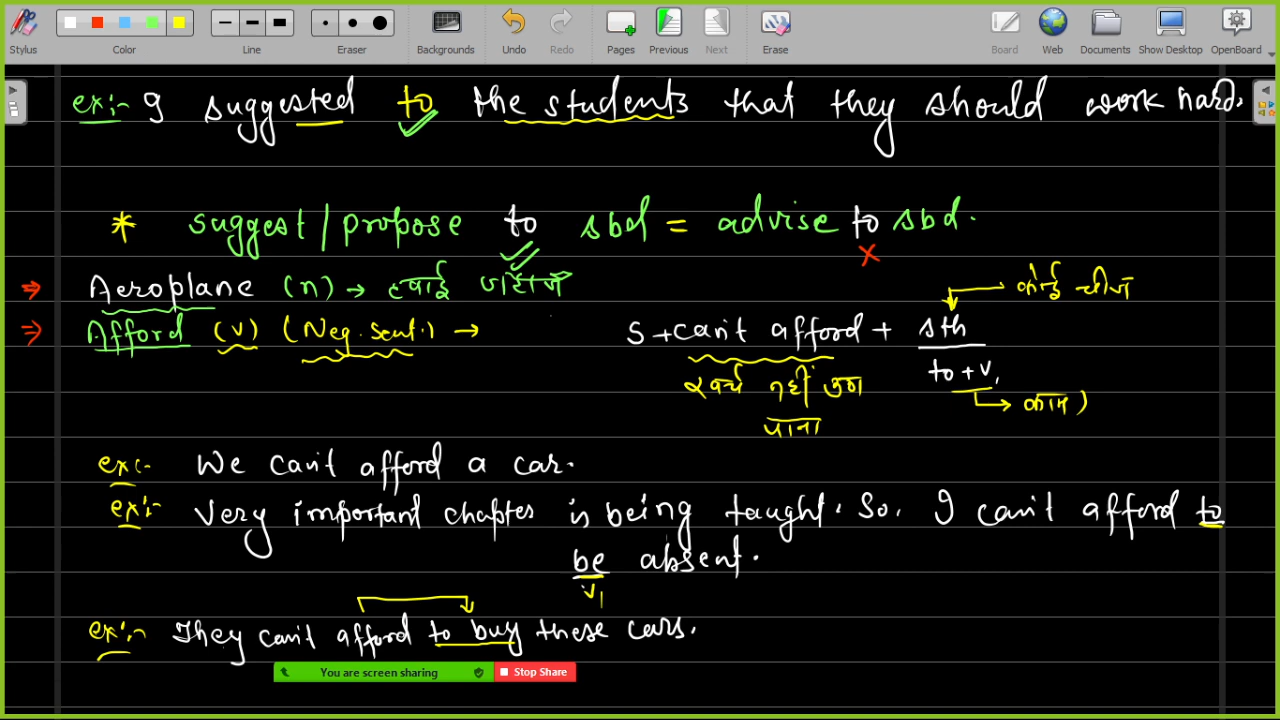 Stylus Color Line Eraser Backgrounds Undo Redo Pages Previous Next Erase Board Web Documents Show Desktop OpenBoard
ex:- I suggested to the students that they should work hard.
* suggest/propose to sbd = advise to sbd.
×
⇒ Aeroplane (n) → हवाई जहाज
→ कोई चीज
⇒ Afford (v) (Neg. Sent.) → S + can't afford + sth
to + V1
खर्च नहीं जुटा
→ काम)
पाना
ex:- We can't afford a car.
ex:- Very important chapter is being taught. So, I can't afford to
be absent.
V1
ex:- They can't afford to buy these cars.
You are screen sharing Stop Share